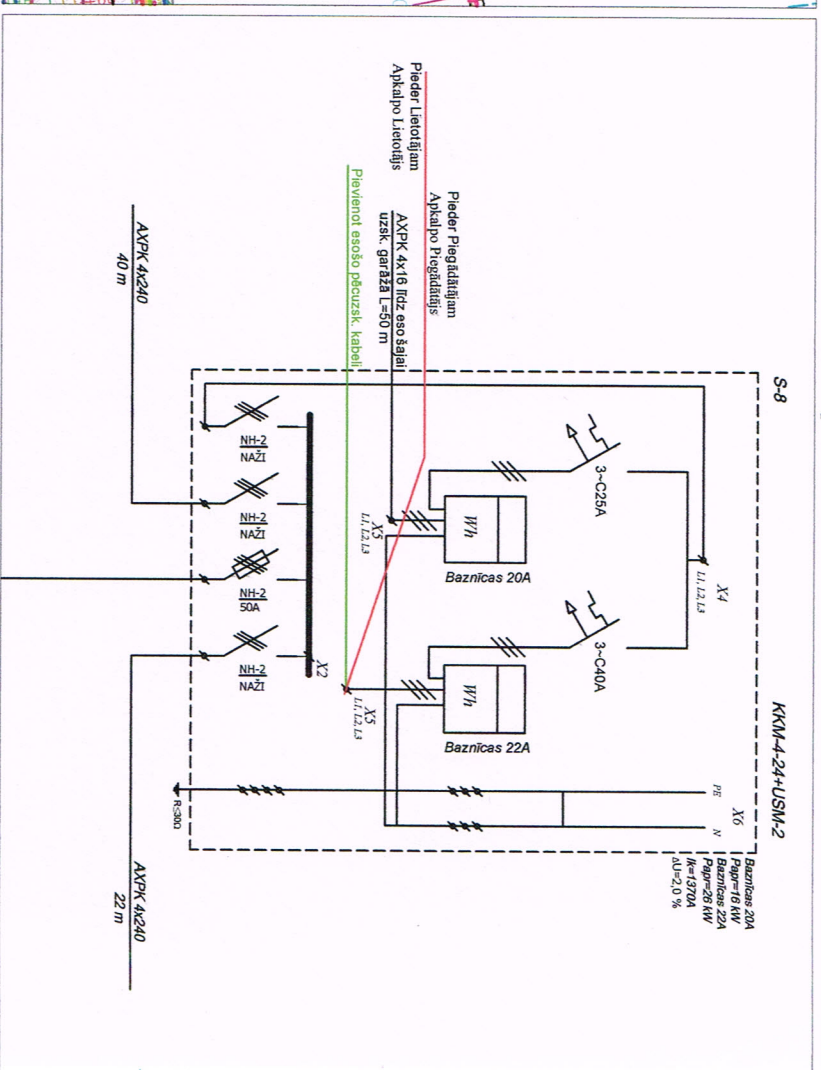 S-8
KKM-4-24+USM-2
Pieder Lietotājam
Apkalpo Lietotājs
Pieder Piegādātājam
Apkalpo Piegādātājs
AXPK 4x16 līdz eso šajai
uzsk. garāžā L=50 m
Pievienot esošo pēcuzsk. kabeli
3~C25A
3~C40A
X4
L1, L2, L3
Wh
Baznīcas 20A
Wh
Baznīcas 22A
X5
L1, L2, L3
X5
L1, L2, L3
PE
X6
N
Baznīcas 20A
Papr=16 kW
Baznīcas 22A
Papr=26 kW
Ik=1370A
ΔU=2,0 %
X2
NH-2
NAŽI
NH-2
NAŽI
NH-2
50A
NH-2
NAŽI
R≤30Ω
AXPK 4x240
40 m
AXPK 4x240
22 m